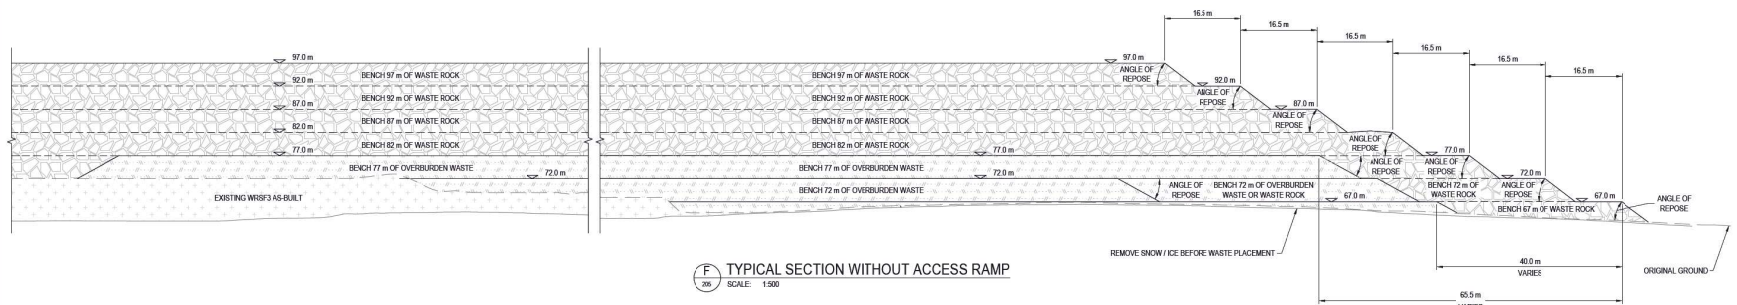 16.5 m
16.5 m
16.5 m
16.5 m
16.5 m
16.5 m
97.0 m
97.0 m
BENCH 97 m OF WASTE ROCK
BENCH 97 m OF WASTE ROCK
ANGLE OF
REPOSE
92.0 m
92.0 m
BENCH 92 m OF WASTE ROCK
BENCH 92 m OF WASTE ROCK
ANGLE OF
REPOSE
87.0 m
87.0 m
BENCH 87 m OF WASTE ROCK
BENCH 87 m OF WASTE ROCK
ANGLE OF
REPOSE
82.0 m
BENCH 82 m OF WASTE ROCK
BENCH 82 m OF WASTE ROCK
ANGLE OF
REPOSE
77.0 m
77.0 m
77.0 m
BENCH 77 m OF OVERBURDEN WASTE
BENCH 77 m OF OVERBURDEN WASTE
ANGLE OF
REPOSE
ANGLE OF
REPOSE
72.0 m
72.0 m
72.0 m
BENCH 72 m OF OVERBURDEN WASTE
ANGLE OF
REPOSE
BENCH 72 m OF OVERBURDEN
WASTE OR WASTE ROCK
BENCH 72 m OF
WASTE ROCK
ANGLE OF
REPOSE
EXISTING WRSF3 AS-BUILT
67.0 m
67.0 m
BENCH 67 m OF WASTE ROCK
ANGLE OF
REPOSE
REMOVE SNOW / ICE BEFORE WASTE PLACEMENT
40.0 m
VARIES
ORIGINAL GROUND
65.5 m
F
205
TYPICAL SECTION WITHOUT ACCESS RAMP
SCALE: 1:500